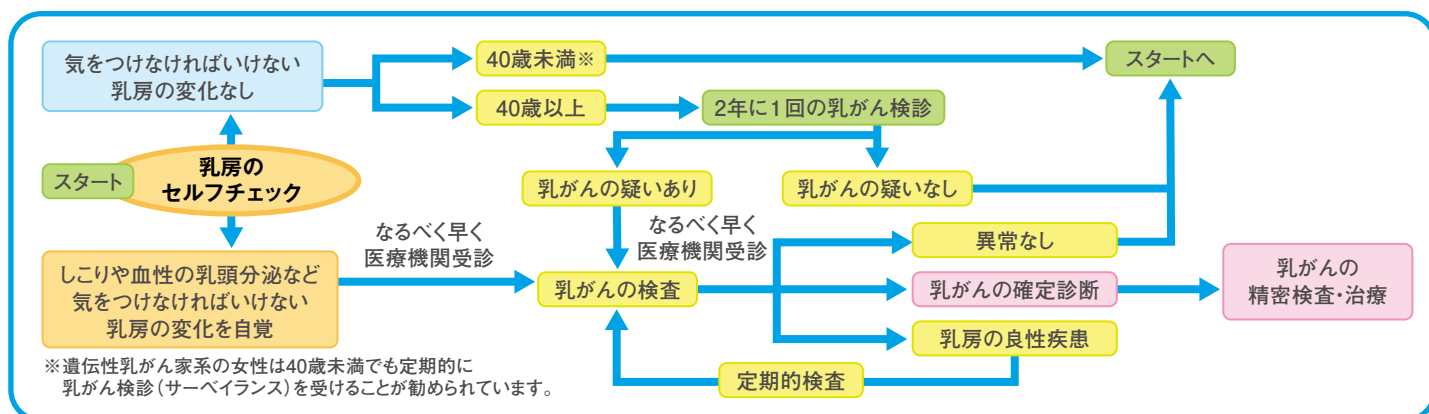 気をつけなければいけない
乳房の変化なし
40歳未満※
スタートへ
40歳以上
2年に1回の乳がん検診
スタート
乳房の
セルフチェック
乳がんの疑いあり
乳がんの疑いなし
なるべく早く
医療機関受診
なるべく早く
医療機関受診
異常なし
しこりや血性の乳頭分泌など
気をつけなければいけない
乳房の変化を自覚
乳がんの検査
乳がんの確定診断
乳がんの
精密検査・治療
乳房の良性疾患
定期的検査
※遺伝性乳がん家系の女性は40歳未満でも定期的に
乳がん検診（サーベイランス）を受けることが勧められています。